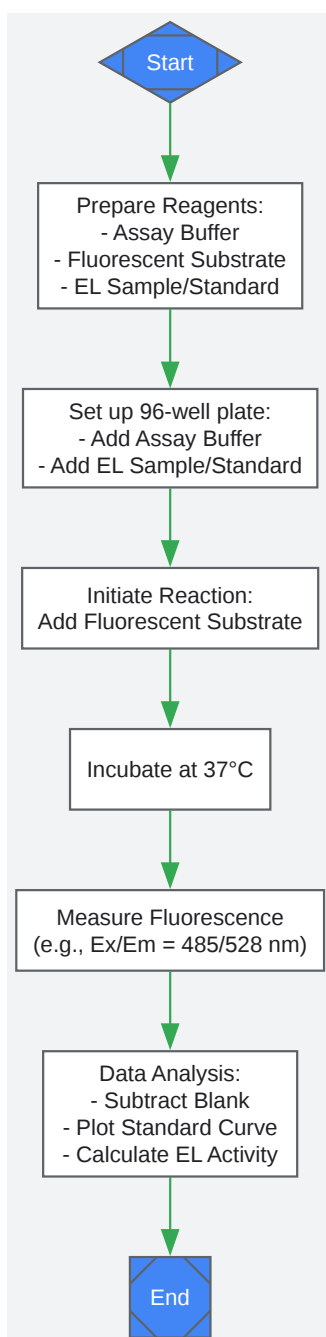 Start
Prepare Reagents:
- Assay Buffer
- Fluorescent Substrate
- EL Sample/Standard
Set up 96-well plate:
- Add Assay Buffer
- Add EL Sample/Standard
Initiate Reaction:
Add Fluorescent Substrate
Incubate at 37°C
Measure Fluorescence
(e.g., Ex/Em = 485/528 nm)
Data Analysis:
- Subtract Blank
- Plot Standard Curve
- Calculate EL Activity
End